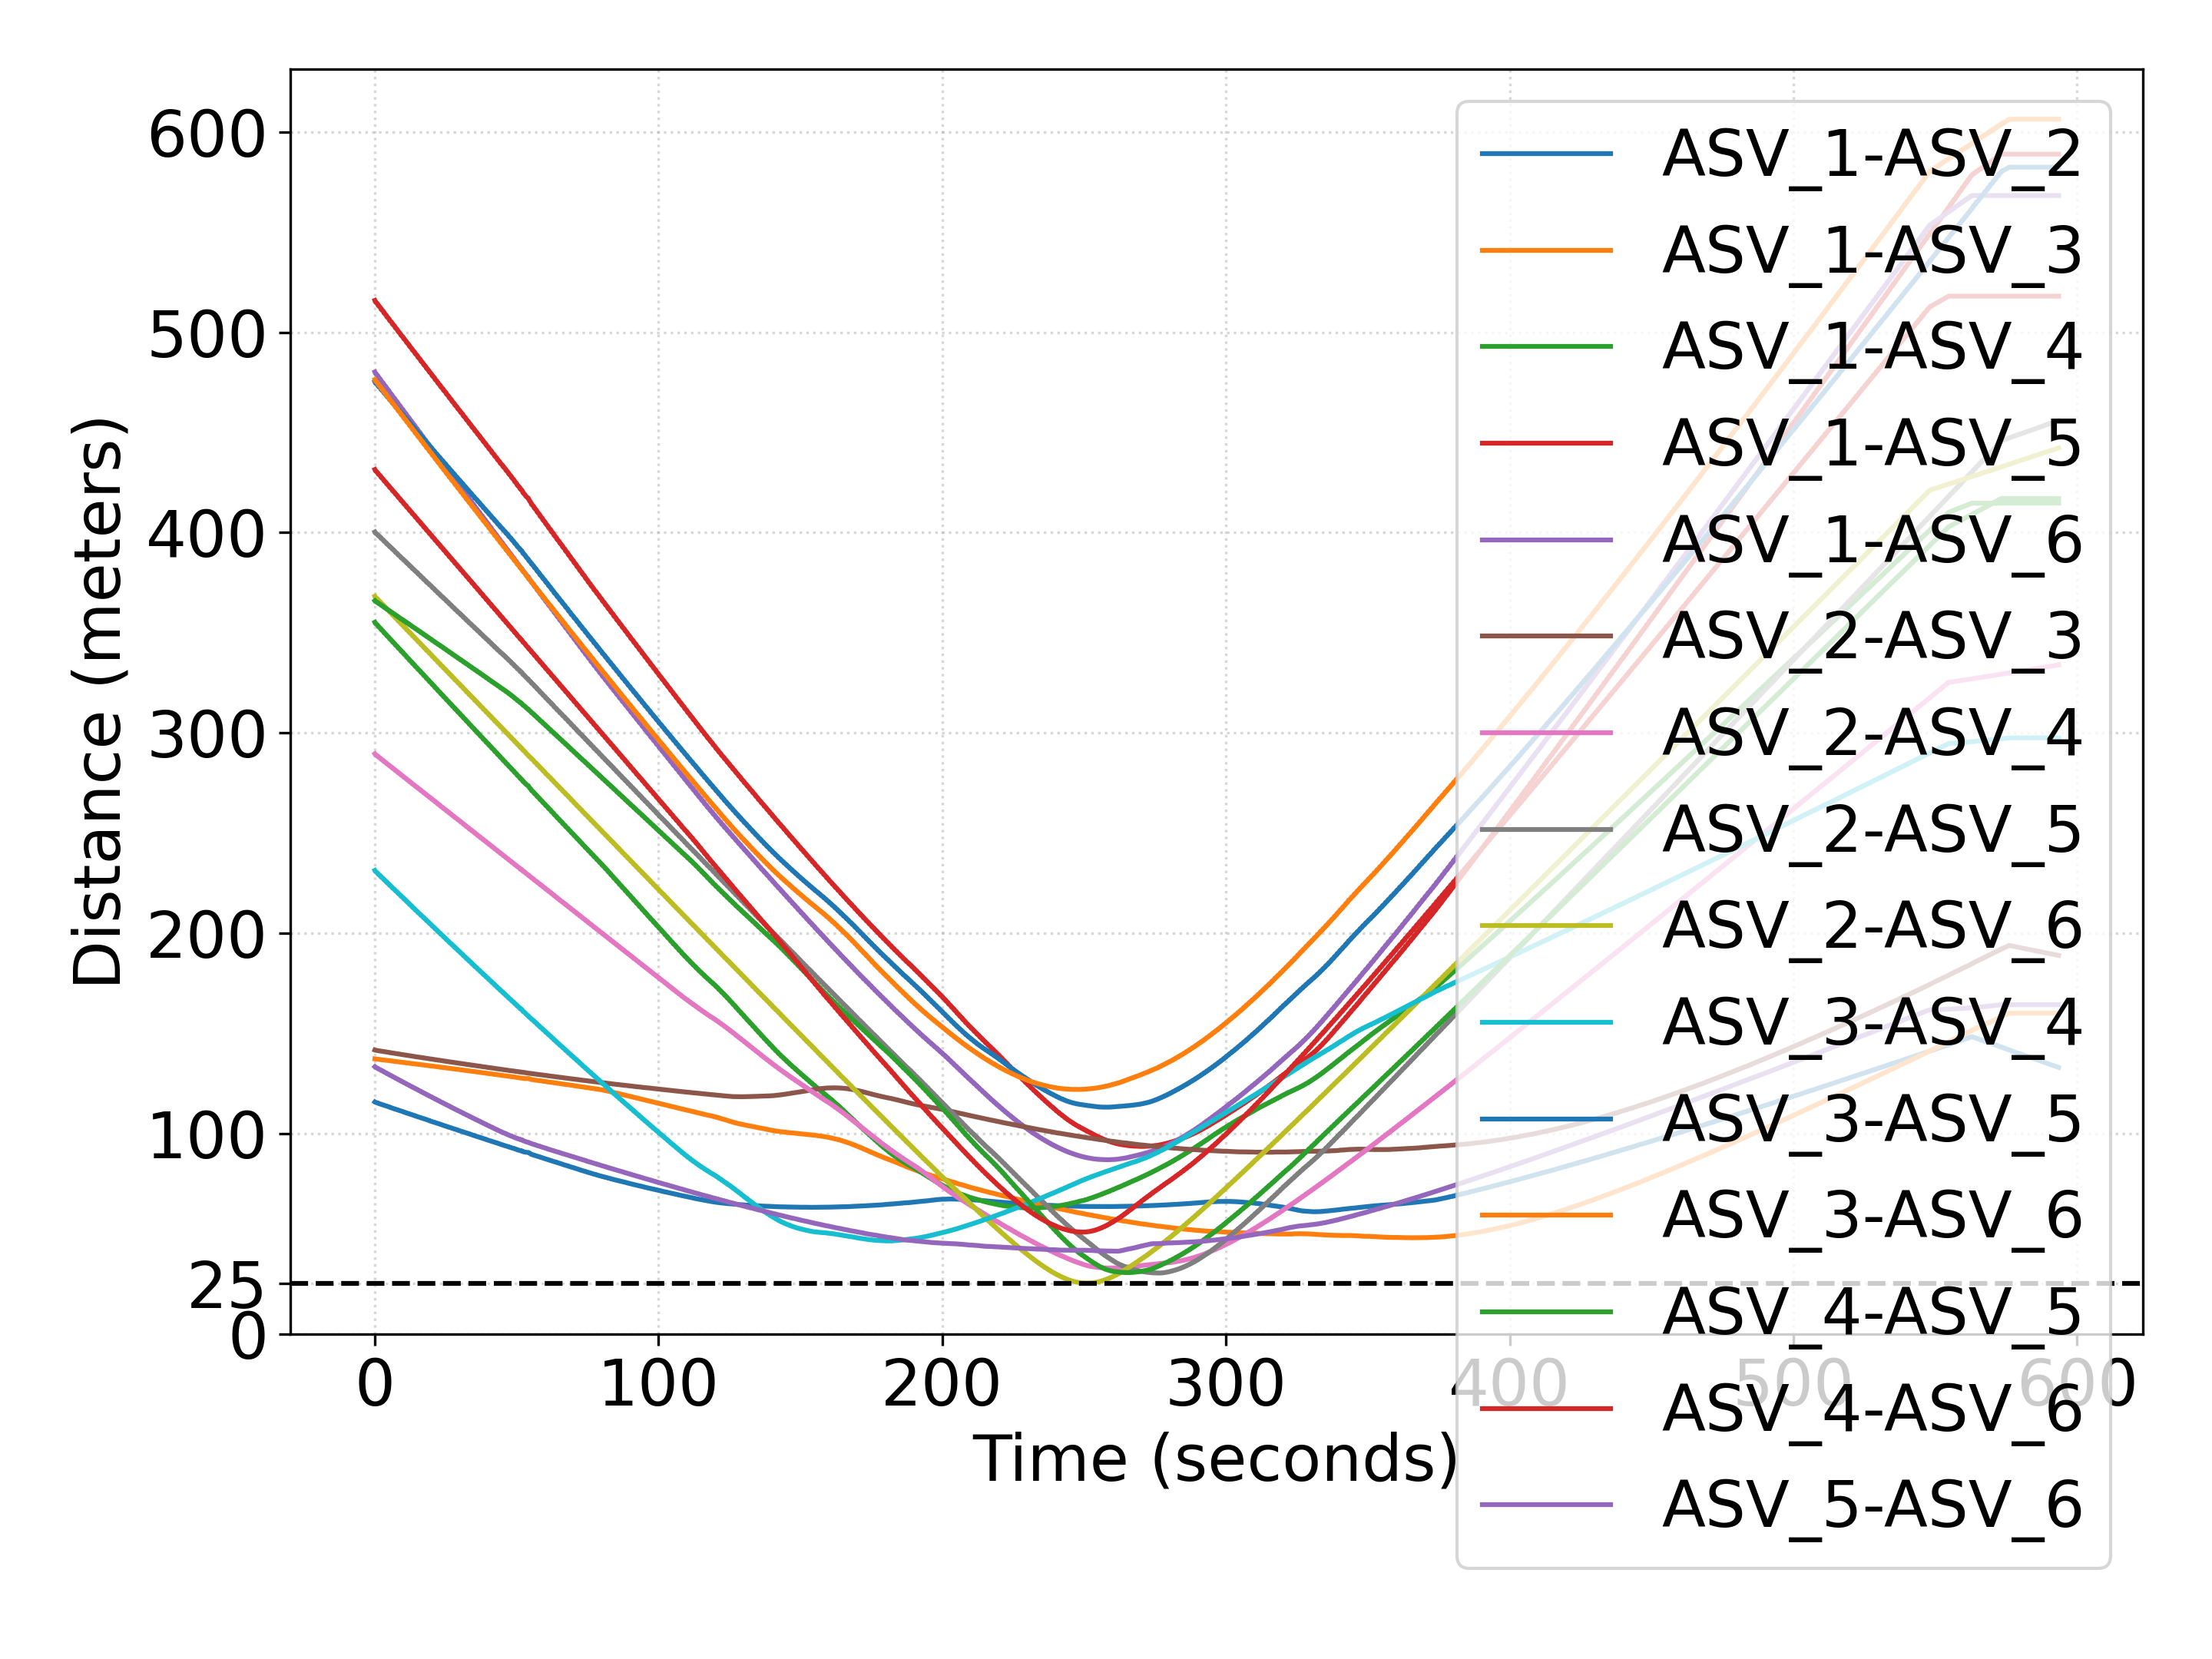 600
500
400
300
200
100
25
0
Distance (meters)
0 100 200 300 400 500 600
Time (seconds)
ASV_1-ASV_2
ASV_1-ASV_3
ASV_1-ASV_4
ASV_1-ASV_5
ASV_1-ASV_6
ASV_2-ASV_3
ASV_2-ASV_4
ASV_2-ASV_5
ASV_2-ASV_6
ASV_3-ASV_4
ASV_3-ASV_5
ASV_3-ASV_6
ASV_4-ASV_5
ASV_4-ASV_6
ASV_5-ASV_6